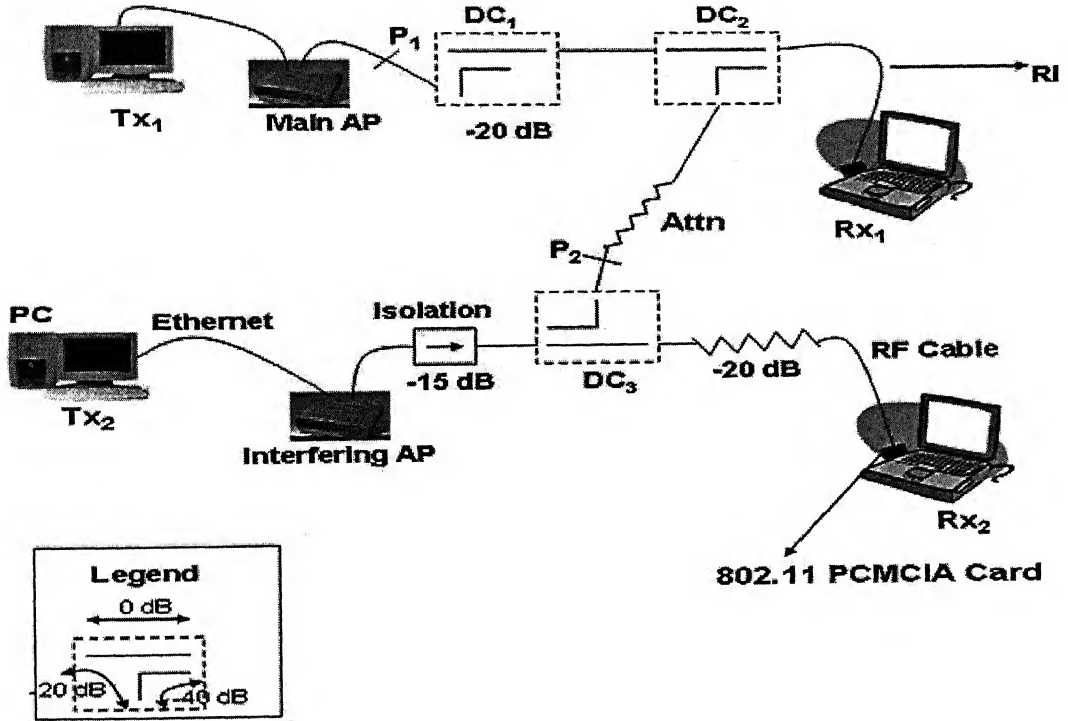 DC₁
DC₂
P₁
RI
Tx₁
Main AP
-20 dB
Rx₁
Attn
P₂
PC
Ethernet
Isolation
-15 dB
DC₃
-20 dB
RF Cable
Tx₂
Interfering AP
Rx₂
802.11 PCMCIA Card
Legend
0 dB
-20 dB
-40 dB